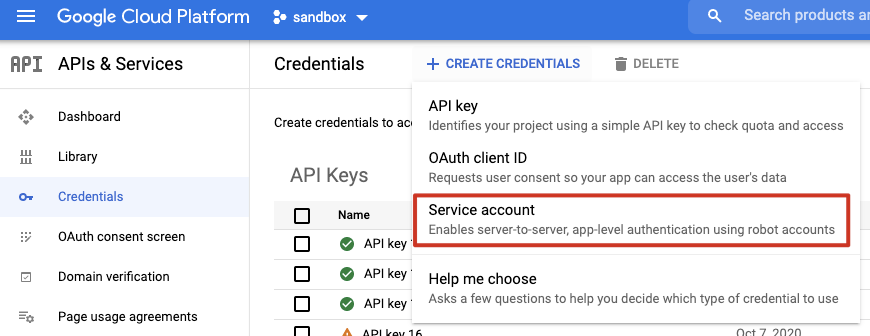 Google Cloud Platform
sandbox
Search products
API APIs & Services
Credentials
+ CREATE CREDENTIALS
DELETE
Dashboard
Library
Credentials
OAuth consent screen
Domain verification
Page usage agreements
Create credentials to
API Keys
Name
API key
API key
API key
API key 16
Oct 7, 2020
API key
Identifies your project using a simple API key to check quota and access
OAuth client ID
Requests user consent so your app can access the user's data
Service account
Enables server-to-server, app-level authentication using robot accounts
Help me choose
Asks a few questions to help you decide which type of credential to use